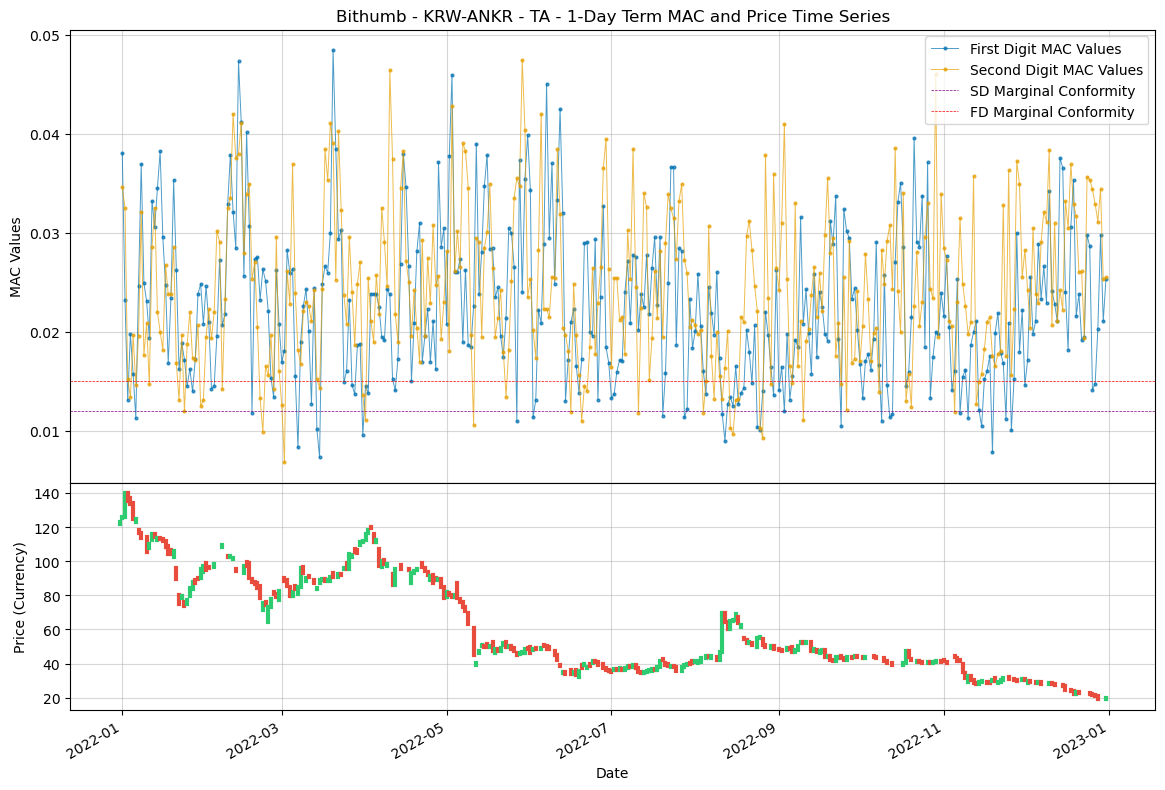 Bithumb - KRW-ANKR - TA - 1-Day Term MAC and Price Time Series
0.05
0.04
0.03
0.02
0.01
MAC Values
First Digit MAC Values
Second Digit MAC Values
SD Marginal Conformity
FD Marginal Conformity
140
120
100
80
60
40
20
Price (Currency)
2022-01
2022-03
2022-05
2022-07
2022-09
2022-11
2023-01
Date